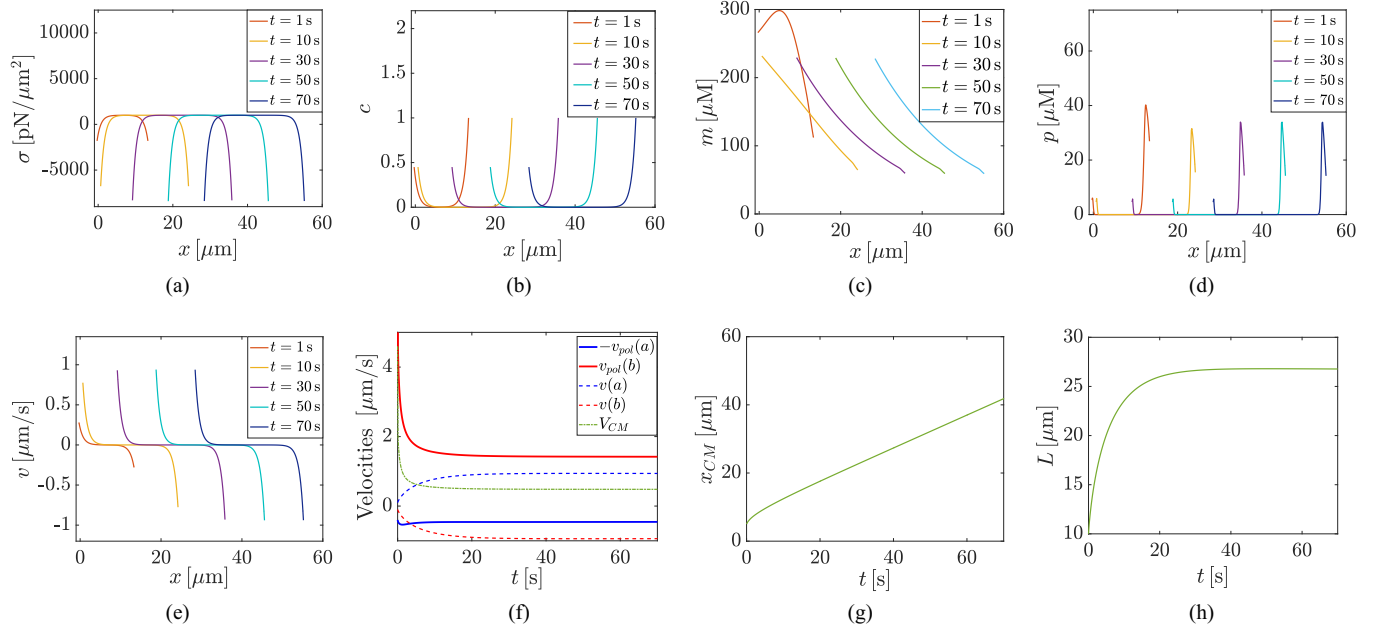 σ [pN/μm²]
10000
5000
0
-5000
0 20 40 60
x [μm]
t = 1 s
t = 10 s
t = 30 s
t = 50 s
t = 70 s
(a)
c
2
1.5
1
0.5
0
0 20 40 60
x [μm]
t = 1 s
t = 10 s
t = 30 s
t = 50 s
t = 70 s
(b)
m [μM]
300
200
100
0
0 20 40 60
x [μm]
t = 1 s
t = 10 s
t = 30 s
t = 50 s
t = 70 s
(c)
p [μM]
60
40
20
0
0 20 40 60
x [μm]
t = 1 s
t = 10 s
t = 30 s
t = 50 s
t = 70 s
(d)
v [μm/s]
1
0.5
0
-0.5
-1
0 20 40 60
x [μm]
t = 1 s
t = 10 s
t = 30 s
t = 50 s
t = 70 s
(e)
Velocities [μm/s]
4
2
0
0 20 40 60
t [s]
−v_pol(a)
v_pol(b)
v(a)
v(b)
V_CM
(f)
x_CM [μm]
60
40
20
0
0 20 40 60
t [s]
(g)
L [μm]
30
25
20
15
10
0 20 40 60
t [s]
(h)